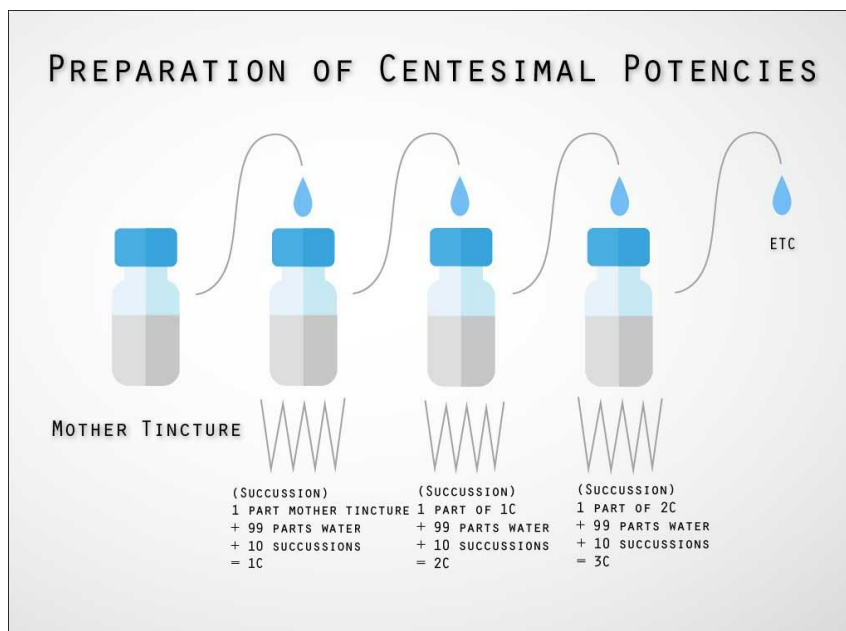 Preparation of Centesimal Potencies
etc
Mother Tincture
(Succussion)
1 part mother tincture
+ 99 parts water
+ 10 succussions
= 1C
(Succussion)
1 part of 1C
+ 99 parts water
+ 10 succussions
= 2C
(Succussion)
1 part of 2C
+ 99 parts water
+ 10 succussions
= 3C